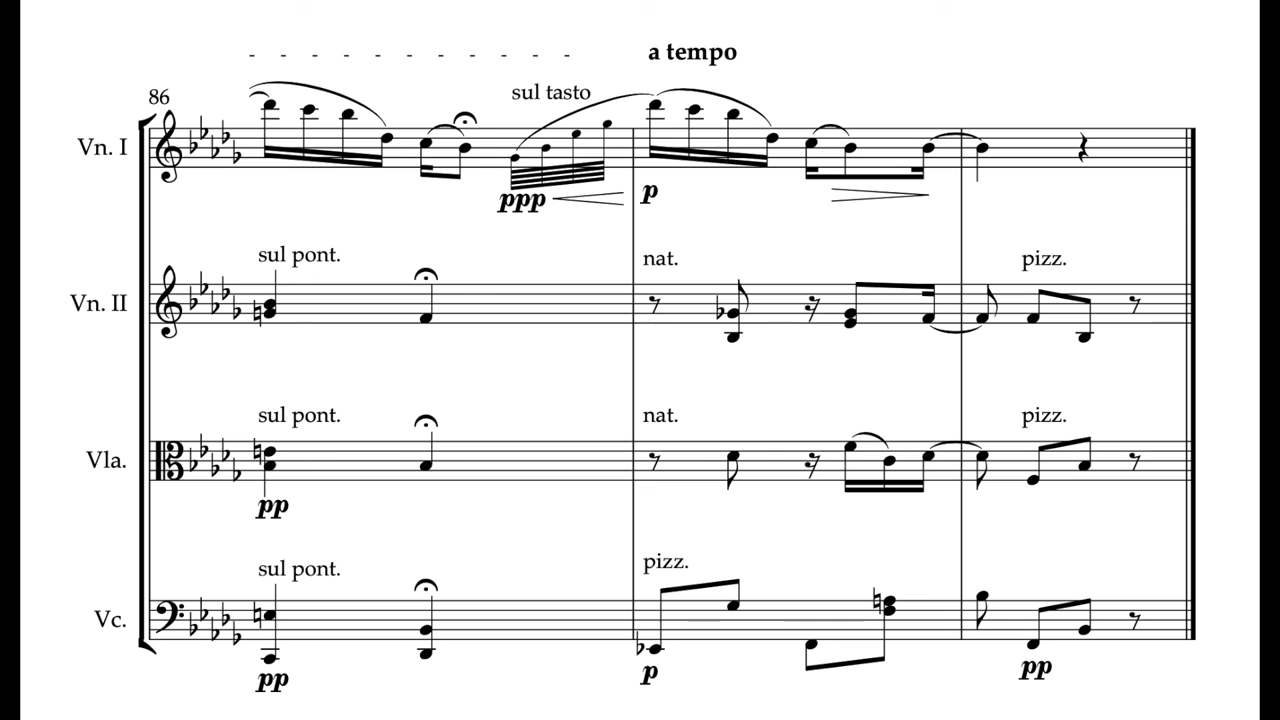 - - - - - - - - - - - a tempo
86
sul tasto
Vn. I
ppp p
sul pont. nat. pizz.
Vn. II
sul pont. nat. pizz.
Vla.
pp
sul pont. pizz.
Vc.
pp p pp